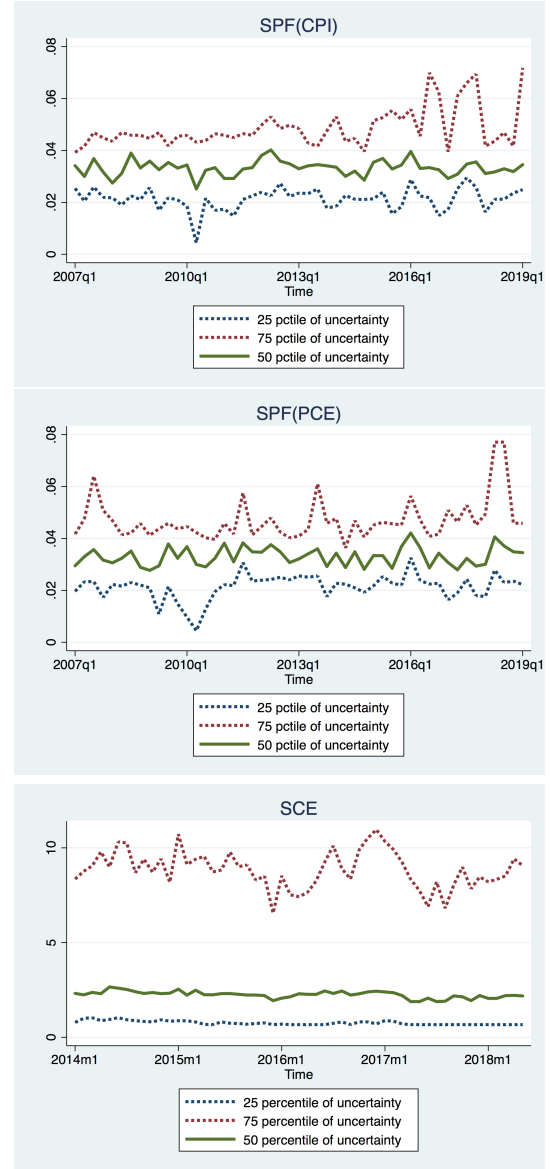 SPF(CPI)
.08
.06
.04
.02
0
2007q1 2010q1 2013q1 2016q1 2019q1
Time
25 pctile of uncertainty
75 pctile of uncertainty
50 pctile of uncertainty
SPF(PCE)
.08
.06
.04
.02
0
2007q1 2010q1 2013q1 2016q1 2019q1
Time
25 pctile of uncertainty
75 pctile of uncertainty
50 pctile of uncertainty
SCE
10
5
0
2014m1 2015m1 2016m1 2017m1 2018m1
Time
25 percentile of uncertainty
75 percentile of uncertainty
50 percentile of uncertainty